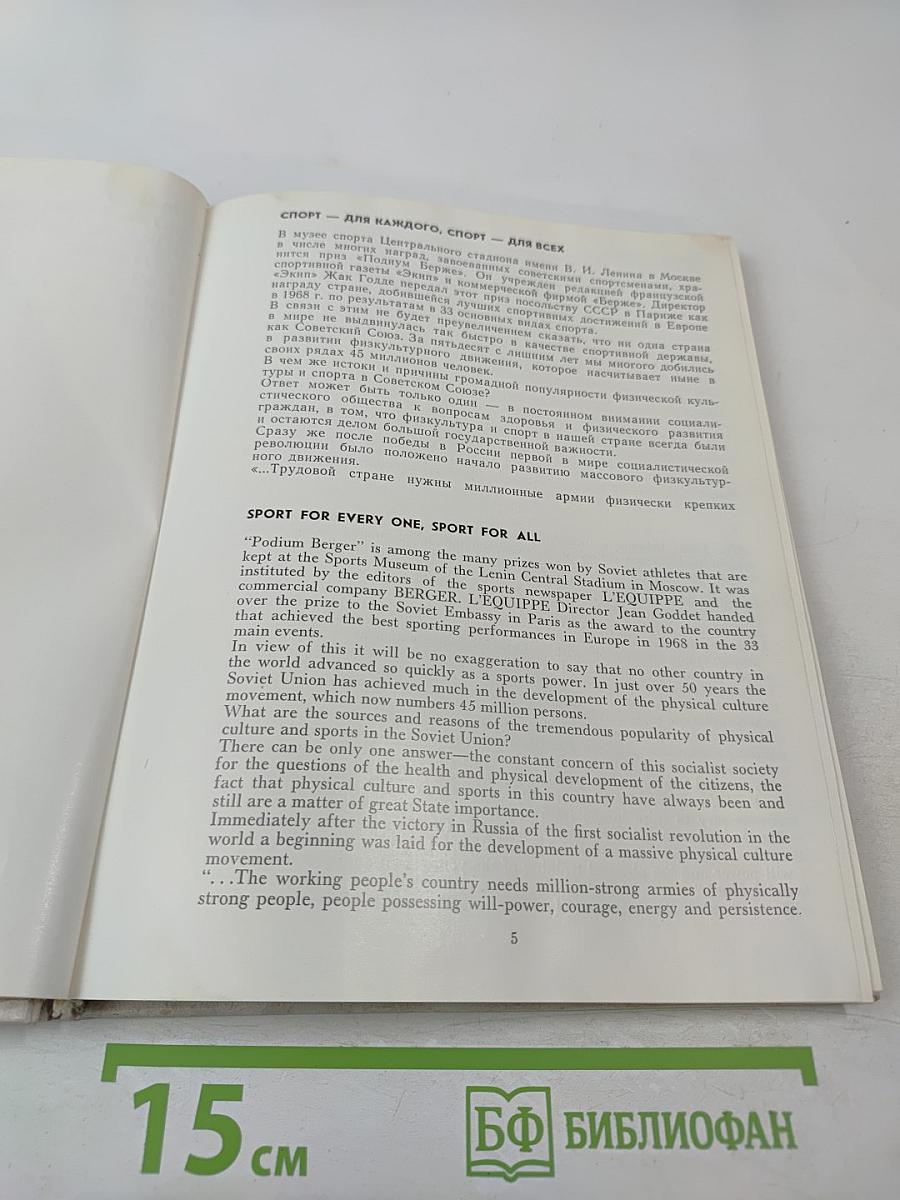 СПОРТ — ДЛЯ КАЖДОГО, СПОРТ — ДЛЯ ВСЕХ
В музее спорта Центрального стадиона имени В. И. Ленина в Москве
в числе многих наград, завоеванных советскими спортсменами, хра-
нится приз «Подиум Берже». Он учрежден редакцией французской
спортивной газеты «Экип» и коммерческой фирмой «Берже». Директор
«Экип» Жак Годде передал этот приз посольству СССР в Париже как
награду стране, добившейся лучших спортивных достижений в Европе
в 1968 г. по результатам в 33 основных видах спорта.
В связи с этим не будет преувеличением сказать, что ни одна страна
в мире не выдвинулась так быстро в качестве спортивной державы,
как Советский Союз. За пятьдесят с лишним лет мы многого добились
в развитии физкультурного движения, которое насчитывает ныне в
своих рядах 45 миллионов человек.
В чем же истоки и причины громадной популярности физической куль-
туры и спорта в Советском Союзе?
Ответ может быть только один — в постоянном внимании социали-
стического общества к вопросам здоровья и физического развития
граждан, в том, что физкультура и спорт в нашей стране всегда были
и остаются делом большой государственной важности.
Сразу же после победы в России первой в мире социалистической
революции было положено начало развитию массового физкультур-
ного движения.
«...Трудовой стране нужны миллионные армии физически крепких
SPORT FOR EVERY ONE, SPORT FOR ALL
“Podium Berger” is among the many prizes won by Soviet athletes that are
kept at the Sports Museum of the Lenin Central Stadium in Moscow. It was
instituted by the editors of the sports newspaper L’EQUIPPE and the
commercial company BERGER. L’EQUIPPE Director Jean Goddet handed
over the prize to the Soviet Embassy in Paris as the award to the country
that achieved the best sporting performances in Europe in 1968 in the 33
main events.
In view of this it will be no exaggeration to say that no other country in
the world advanced so quickly as a sports power. In just over 50 years the
Soviet Union has achieved much in the development of the physical culture
movement, which now numbers 45 million persons.
What are the sources and reasons of the tremendous popularity of physical
culture and sports in the Soviet Union?
There can be only one answer—the constant concern of this socialist society
for the questions of the health and physical development of the citizens, the
fact that physical culture and sports in this country have always been and
still are a matter of great State importance.
Immediately after the victory in Russia of the first socialist revolution in the
world a beginning was laid for the development of a massive physical culture
movement.
“...The working people’s country needs million-strong armies of physically
strong people, people possessing will-power, courage, energy and persistence.
5
15 см
БФ БИБЛИОФАН